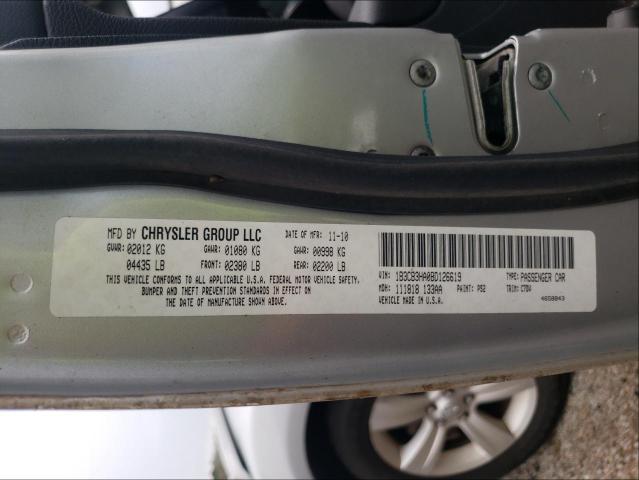 MFD BY CHRYSLER GROUP LLC DATE OF MFR: 11-10
GVWR: 02012 KG GAWR: 01080 KG GAWR: 00998 KG
04435 LB FRONT: 02380 LB REAR: 02200 LB
THIS VEHICLE CONFORMS TO ALL APPLICABLE U.S.A. FEDERAL MOTOR VEHICLE SAFETY,
BUMPER AND THEFT PREVENTION STANDARDS IN EFFECT ON
THE DATE OF MANUFACTURE SHOWN ABOVE.
VIN: 1B3CB3HA0BD126619 TYPE: PASSENGER CAR
MDH: 111818 133AA PAINT: PS2 TRIM: C7DV
VEHICLE MADE IN U.S.A. 4658843